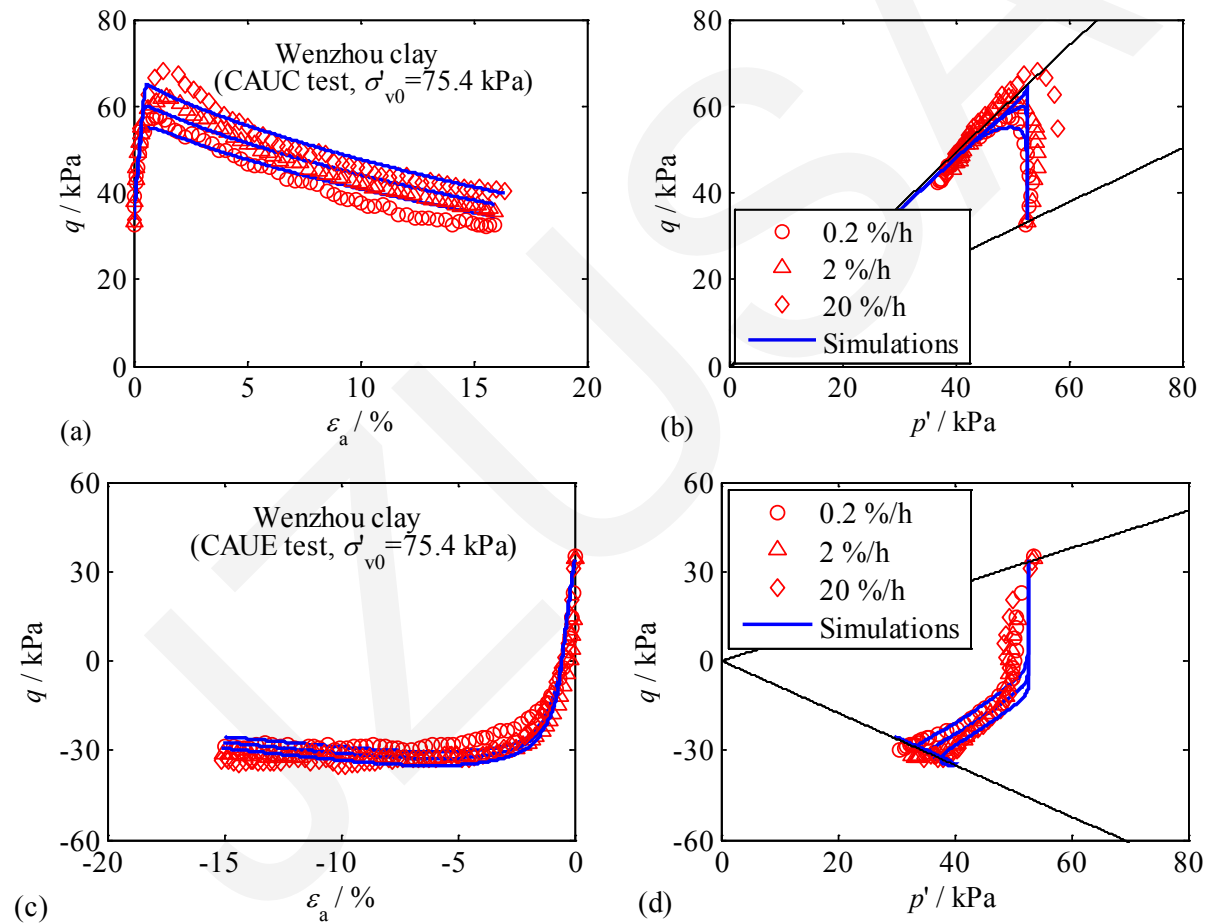 80
60
40
20
0
q / kPa
Wenzhou clay
(CAUC test, σ'v0=75.4 kPa)
0
5
10
15
20
εa / %
(a)
80
60
40
20
0
q / kPa
0.2 %/h
2 %/h
20 %/h
Simulations
0
20
40
60
80
p' / kPa
(b)
60
30
0
-30
-60
q / kPa
Wenzhou clay
(CAUE test, σ'v0=75.4 kPa)
-20
-15
-10
-5
0
εa / %
(c)
60
30
0
-30
-60
q / kPa
0.2 %/h
2 %/h
20 %/h
Simulations
0
20
40
60
80
p' / kPa
(d)
JZUSA